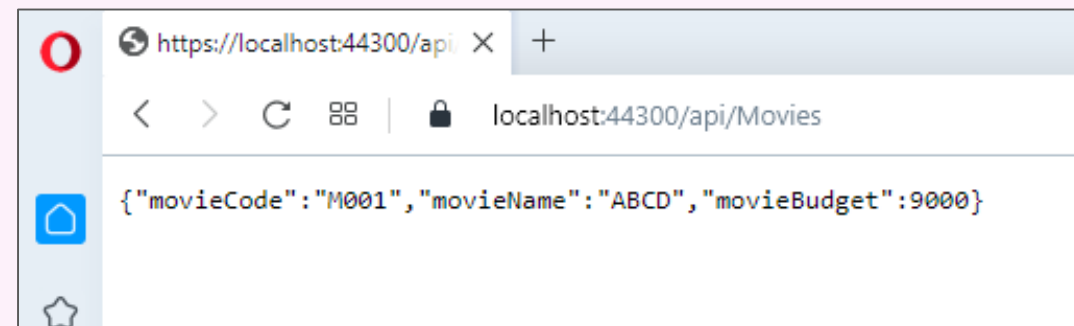 https://localhost:44300/api/
localhost:44300/api/Movies
{"movieCode":"M001","movieName":"ABCD","movieBudget":9000}